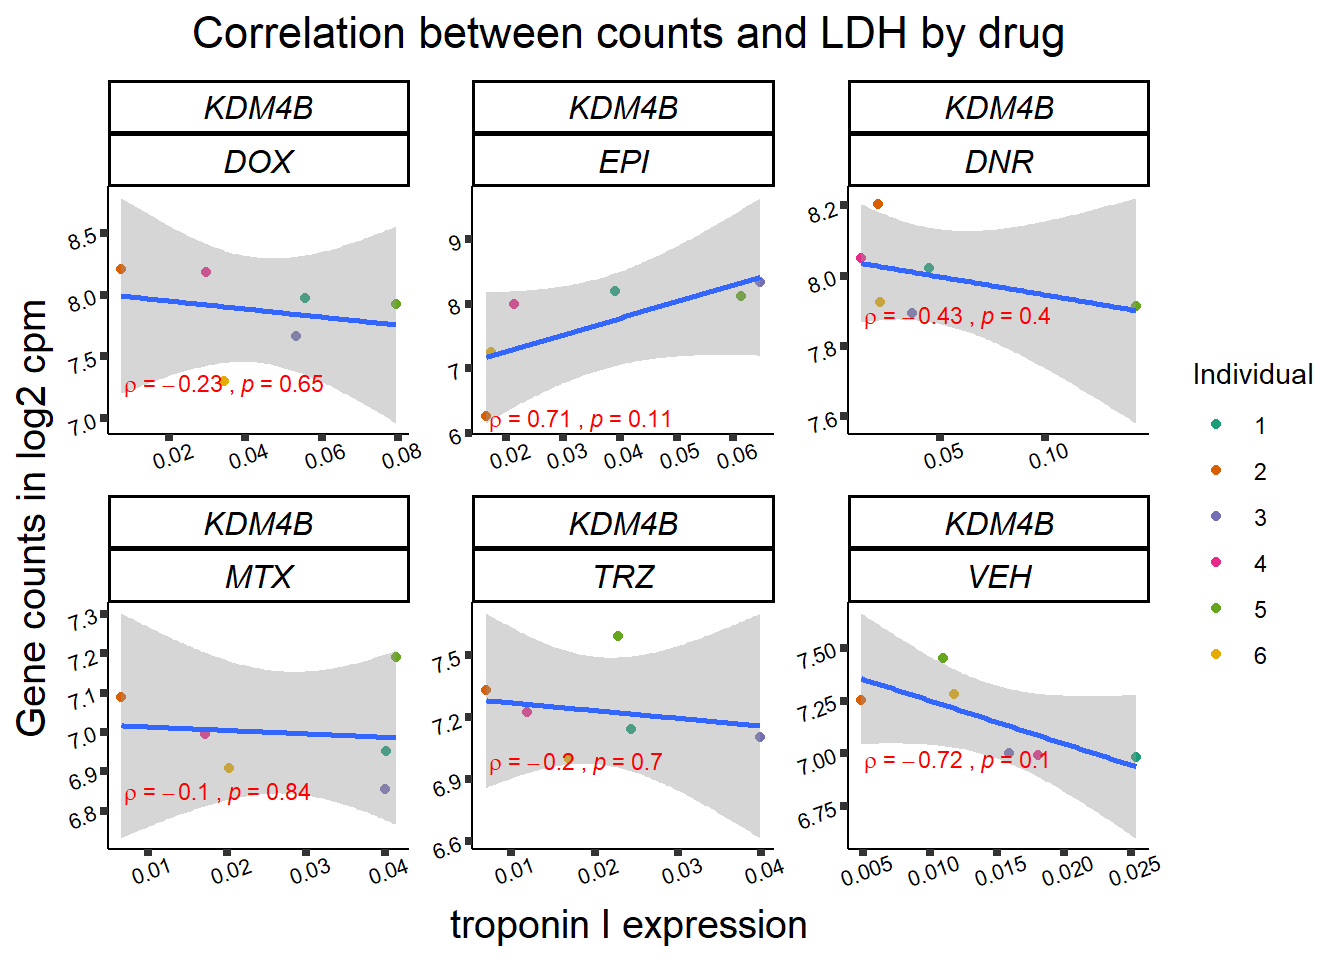 Correlation between counts and LDH by drug
KDM4B
KDM4B
KDM4B
DOX
EPI
DNR
8.5
8.0
7.5
7.0
ρ = −0.23 , p = 0.65
0.02
0.04
0.06
0.08
9
8
7
6
ρ = 0.71 , p = 0.11
0.02
0.03
0.04
0.05
0.06
8.2
8.0
7.8
7.6
ρ = −0.43 , p = 0.4
0.05
0.10
KDM4B
KDM4B
KDM4B
MTX
TRZ
VEH
7.3
7.2
7.1
7.0
6.9
6.8
ρ = −0.1 , p = 0.84
0.01
0.02
0.03
0.04
7.5
7.2
6.9
6.6
ρ = −0.2 , p = 0.7
0.01
0.02
0.03
0.04
7.50
7.25
7.00
6.75
ρ = −0.72 , p = 0.1
0.005
0.010
0.015
0.020
0.025
Gene counts in log2 cpm
troponin I expression
Individual
1
2
3
4
5
6